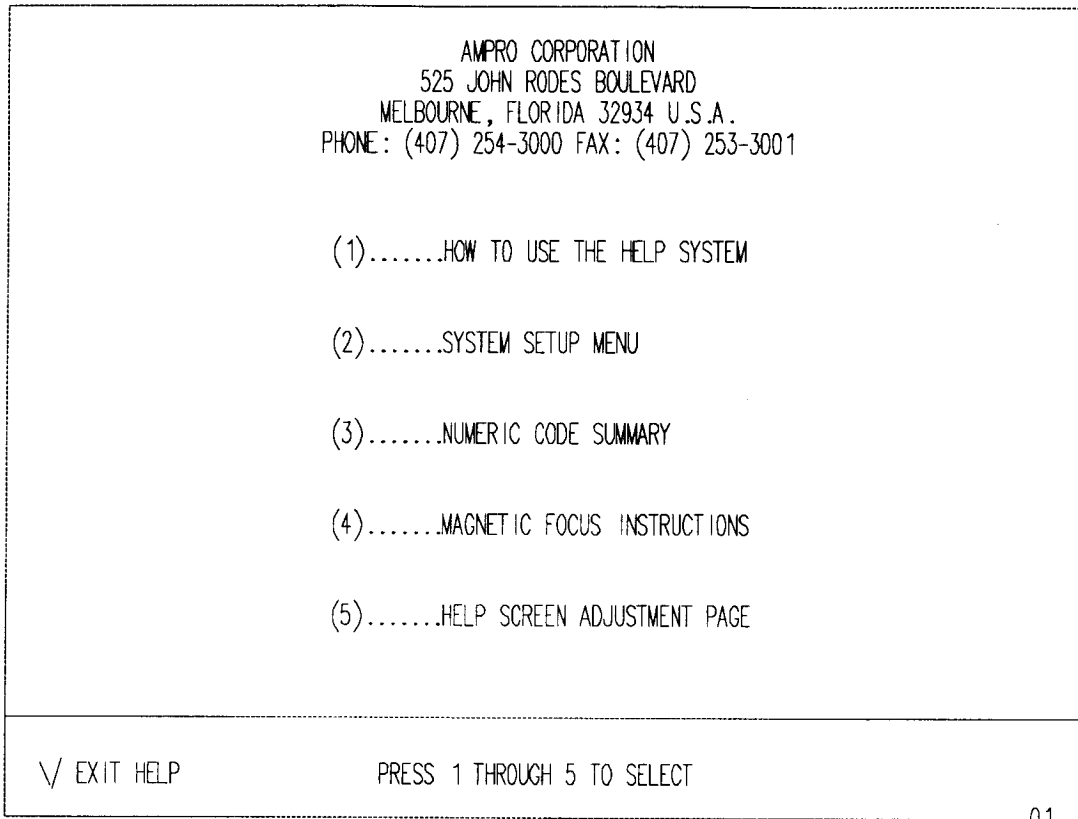 AMPRO CORPORATION
525 JOHN RODES BOULEVARD
MELBOURNE, FLORIDA 32934 U.S.A.
PHONE: (407) 254-3000 FAX: (407) 253-3001
(1).......HOW TO USE THE HELP SYSTEM
(2).......SYSTEM SETUP MENU
(3).......NUMERIC CODE SUMMARY
(4).......MAGNETIC FOCUS INSTRUCTIONS
(5).......HELP SCREEN ADJUSTMENT PAGE
\/ EXIT HELP PRESS 1 THROUGH 5 TO SELECT
01